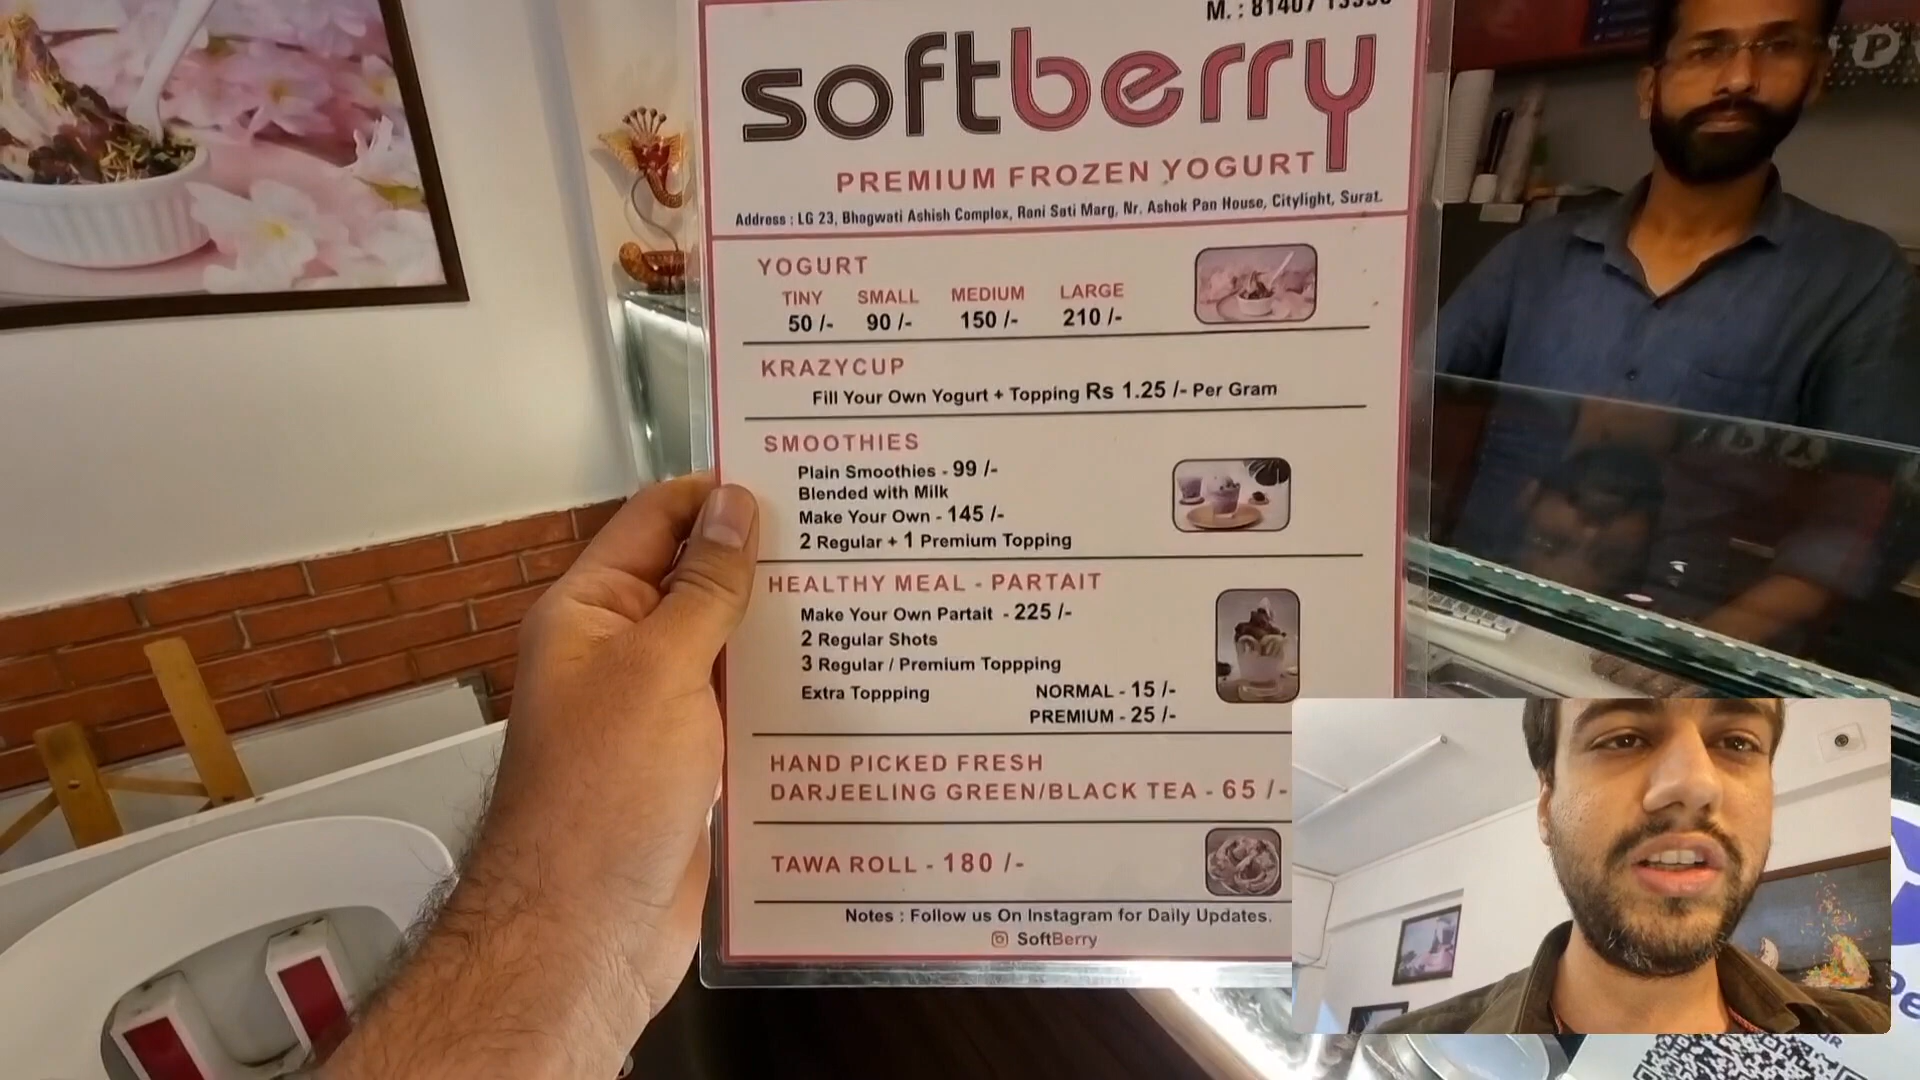 softberry
PREMIUM FROZEN YOGURT
Address : LG 23, Bhagwati Ashish Complex, Rani Sati Marg, Nr. Ashok Pan House, Citylight, Surat.
YOGURT
TINY SMALL MEDIUM LARGE
50 /- 90 /- 150 /- 210 /-
KRAZYCUP
Fill Your Own Yogurt + Topping Rs 1.25 /- Per Gram
SMOOTHIES
Plain Smoothies - 99 /-
Blended with Milk
Make Your Own - 145 /-
2 Regular + 1 Premium Topping
HEALTHY MEAL - PARTAIT
Make Your Own Partait - 225 /-
2 Regular Shots
3 Regular / Premium Toppping
Extra Toppping NORMAL - 15 /-
PREMIUM - 25 /-
HAND PICKED FRESH
DARJEELING GREEN/BLACK TEA - 65 /-
TAWA ROLL - 180 /-
Notes : Follow us On Instagram for Daily Updates.
SoftBerry